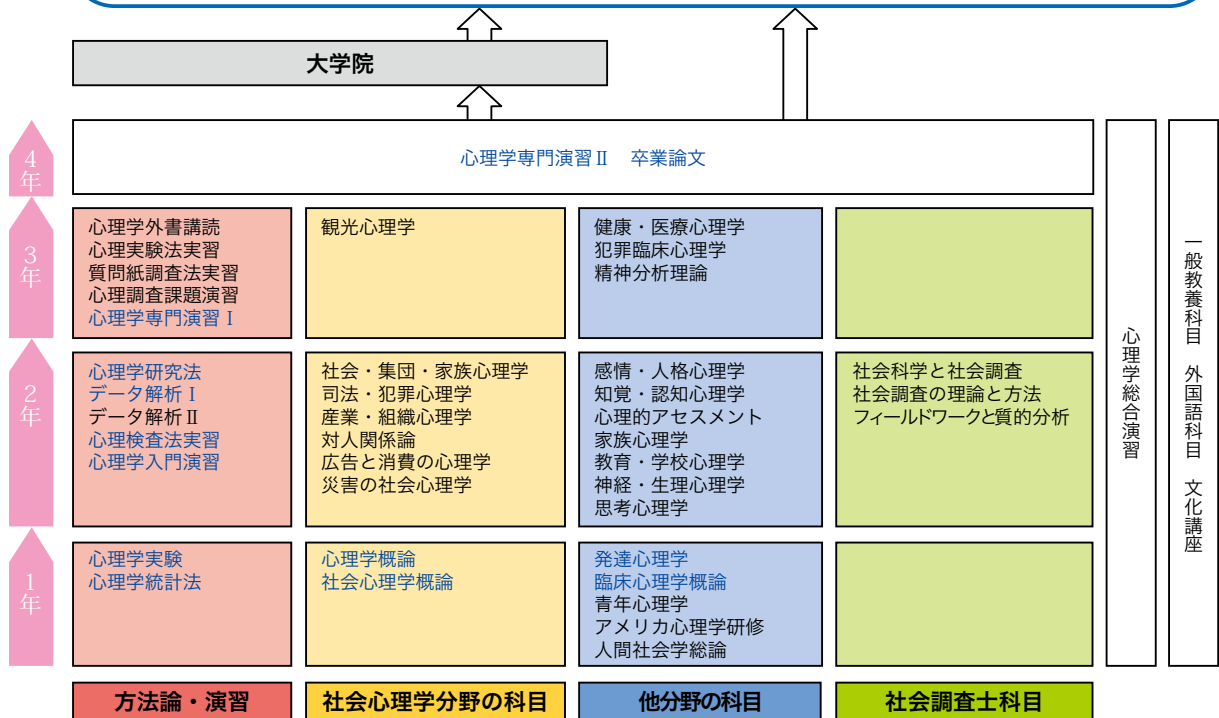 大学院
4年
心理学専門演習Ⅱ　卒業論文
3年
心理学外書講読
心理実験法実習
質問紙調査法実習
心理調査課題演習
心理学専門演習Ⅰ
観光心理学
健康・医療心理学
犯罪臨床心理学
精神分析理論
2年
心理学研究法
データ解析Ⅰ
データ解析Ⅱ
心理検査法実習
心理学入門演習
社会・集団・家族心理学
司法・犯罪心理学
産業・組織心理学
対人関係論
広告と消費の心理学
災害の社会心理学
感情・人格心理学
知覚・認知心理学
心理的アセスメント
家族心理学
教育・学校心理学
神経・生理心理学
思考心理学
社会科学と社会調査
社会調査の理論と方法
フィールドワークと質的分析
1年
心理学実験
心理学統計法
心理学概論
社会心理学概論
発達心理学
臨床心理学概論
青年心理学
アメリカ心理学研修
人間社会学総論
心理学総合演習
一般教養科目　外国語科目　文化講座
方法論・演習
社会心理学分野の科目
他分野の科目
社会調査士科目